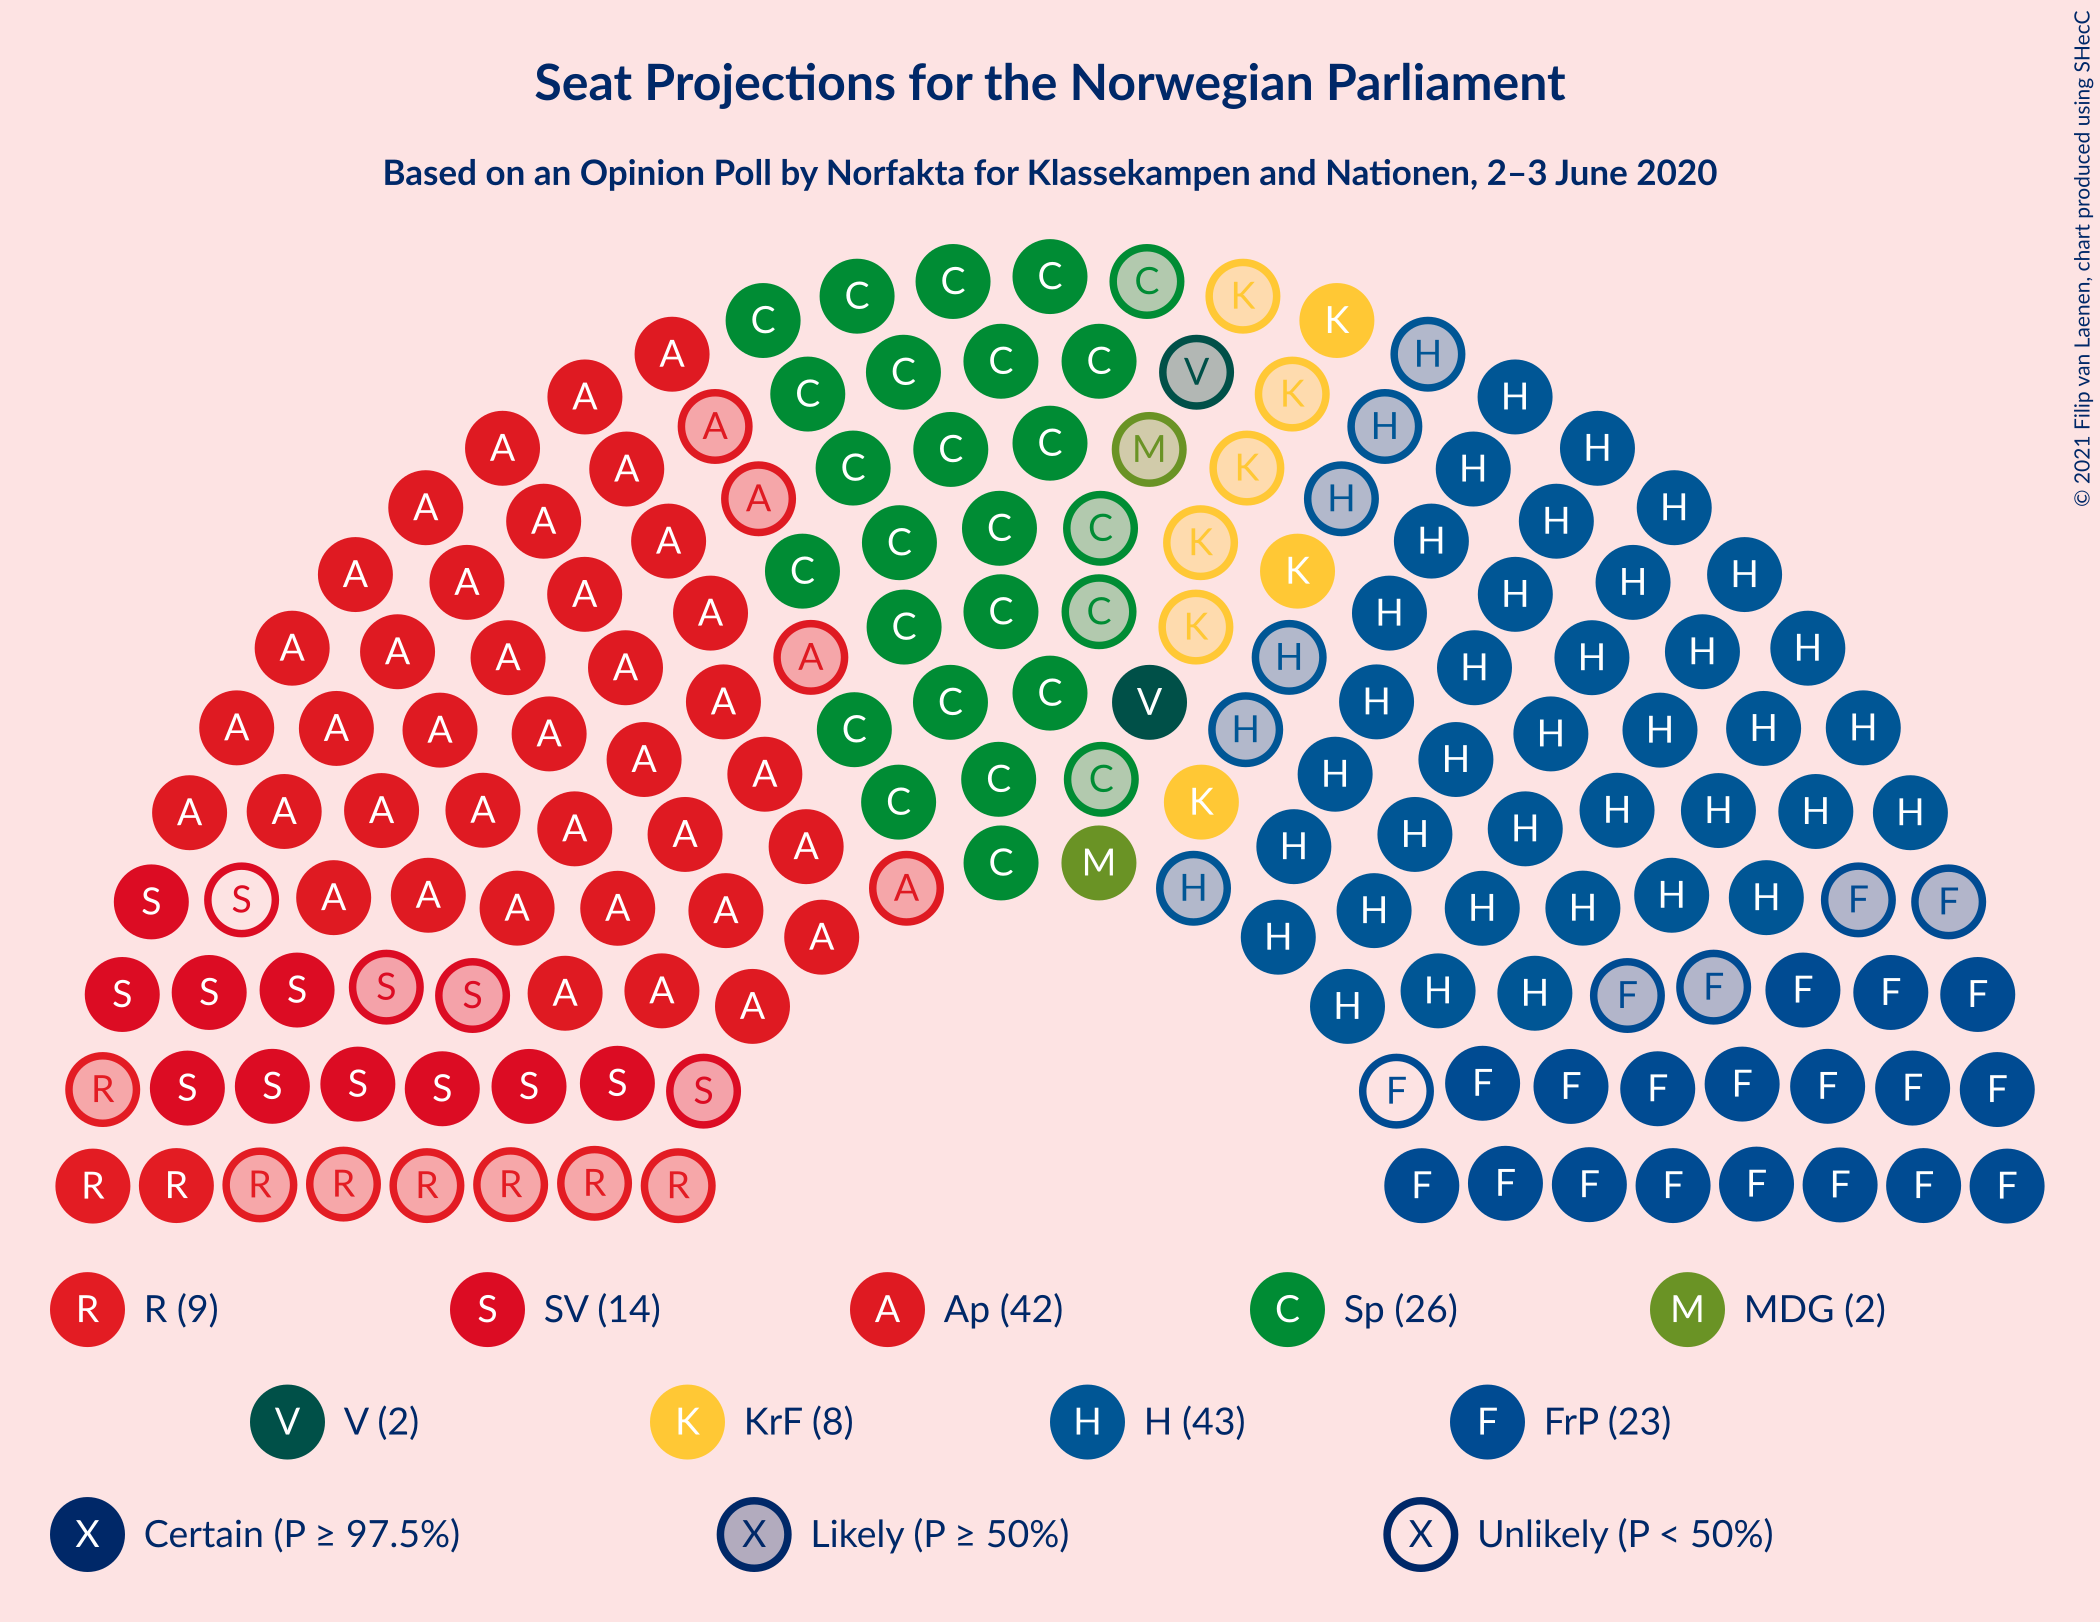 Seat Projections for the Norwegian Parliament
Based on an Opinion Poll by Norfakta for Klassekampen and Nationen, 2–3 June 2020
© 2021 Filip van Laenen, chart produced using SHecC
C C C C C K K
A C C C C V K H H
A A A C C C M K H H H
A A A A C C C K K H H H H
A A A A A C C C K H H H H H
A A A A A C C V H H H H H H
A A A A A A C C C K H H H H H H
A A A A A A A C M H H H H H H H H
S S A A A A A A H H H H H H F F
S S S S S A A A H H H F F F F F
R S S S S S S S F F F F F F F F
R R R R R R R R F F F F F F F F
R R (9) S SV (14) A Ap (42) C Sp (26) M MDG (2)
V V (2) K KrF (8) H H (43) F FrP (23)
X Certain (P ≥ 97.5%) X Likely (P ≥ 50%) X Unlikely (P < 50%)